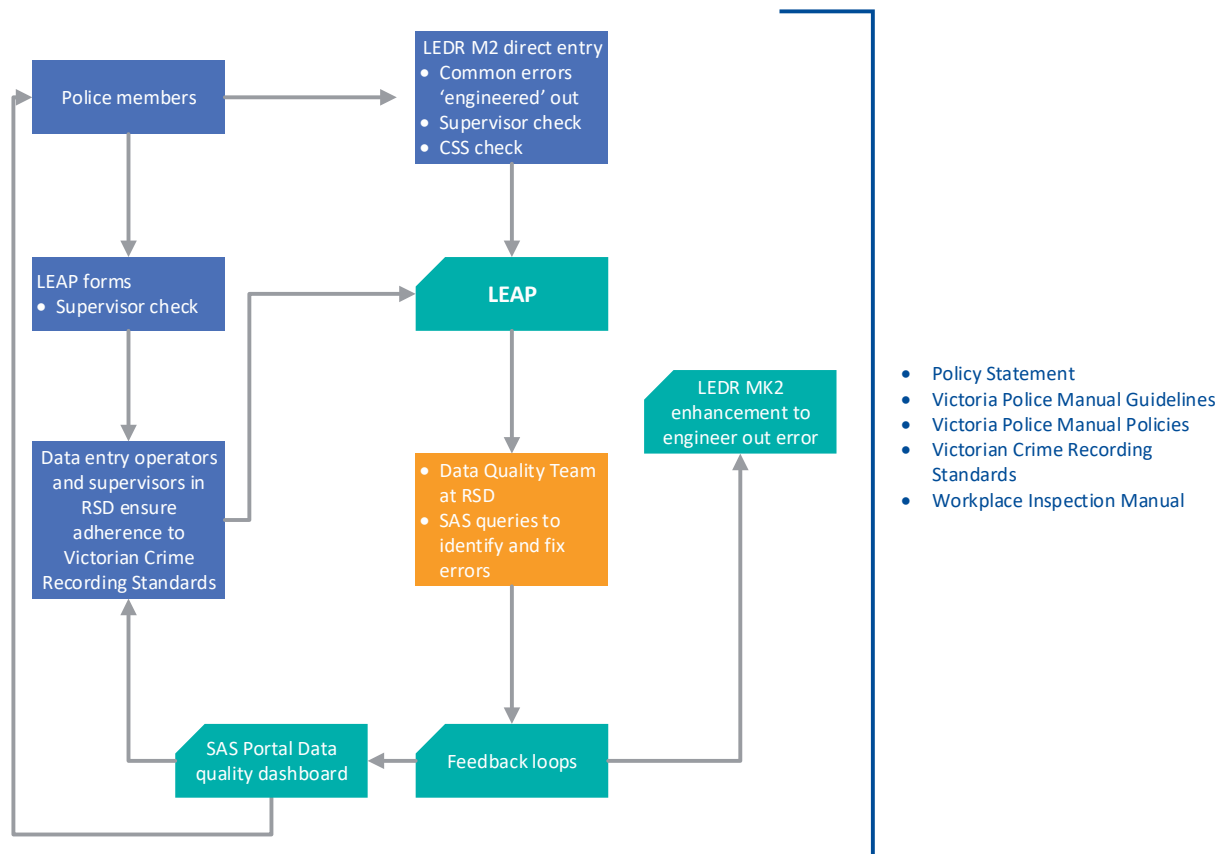 Police members
LEDR M2 direct entry
• Common errors
‘engineered’ out
• Supervisor check
• CSS check
LEAP forms
• Supervisor check
LEAP
LEDR MK2
enhancement to
engineer out error
• Policy Statement
• Victoria Police Manual Guidelines
• Victoria Police Manual Policies
• Victorian Crime Recording
Standards
• Workplace Inspection Manual
Data entry operators
and supervisors in
RSD ensure
adherence to
Victorian Crime
Recording Standards
• Data Quality Team
at RSD
• SAS queries to
identify and fix
errors
SAS Portal Data
quality dashboard
Feedback loops